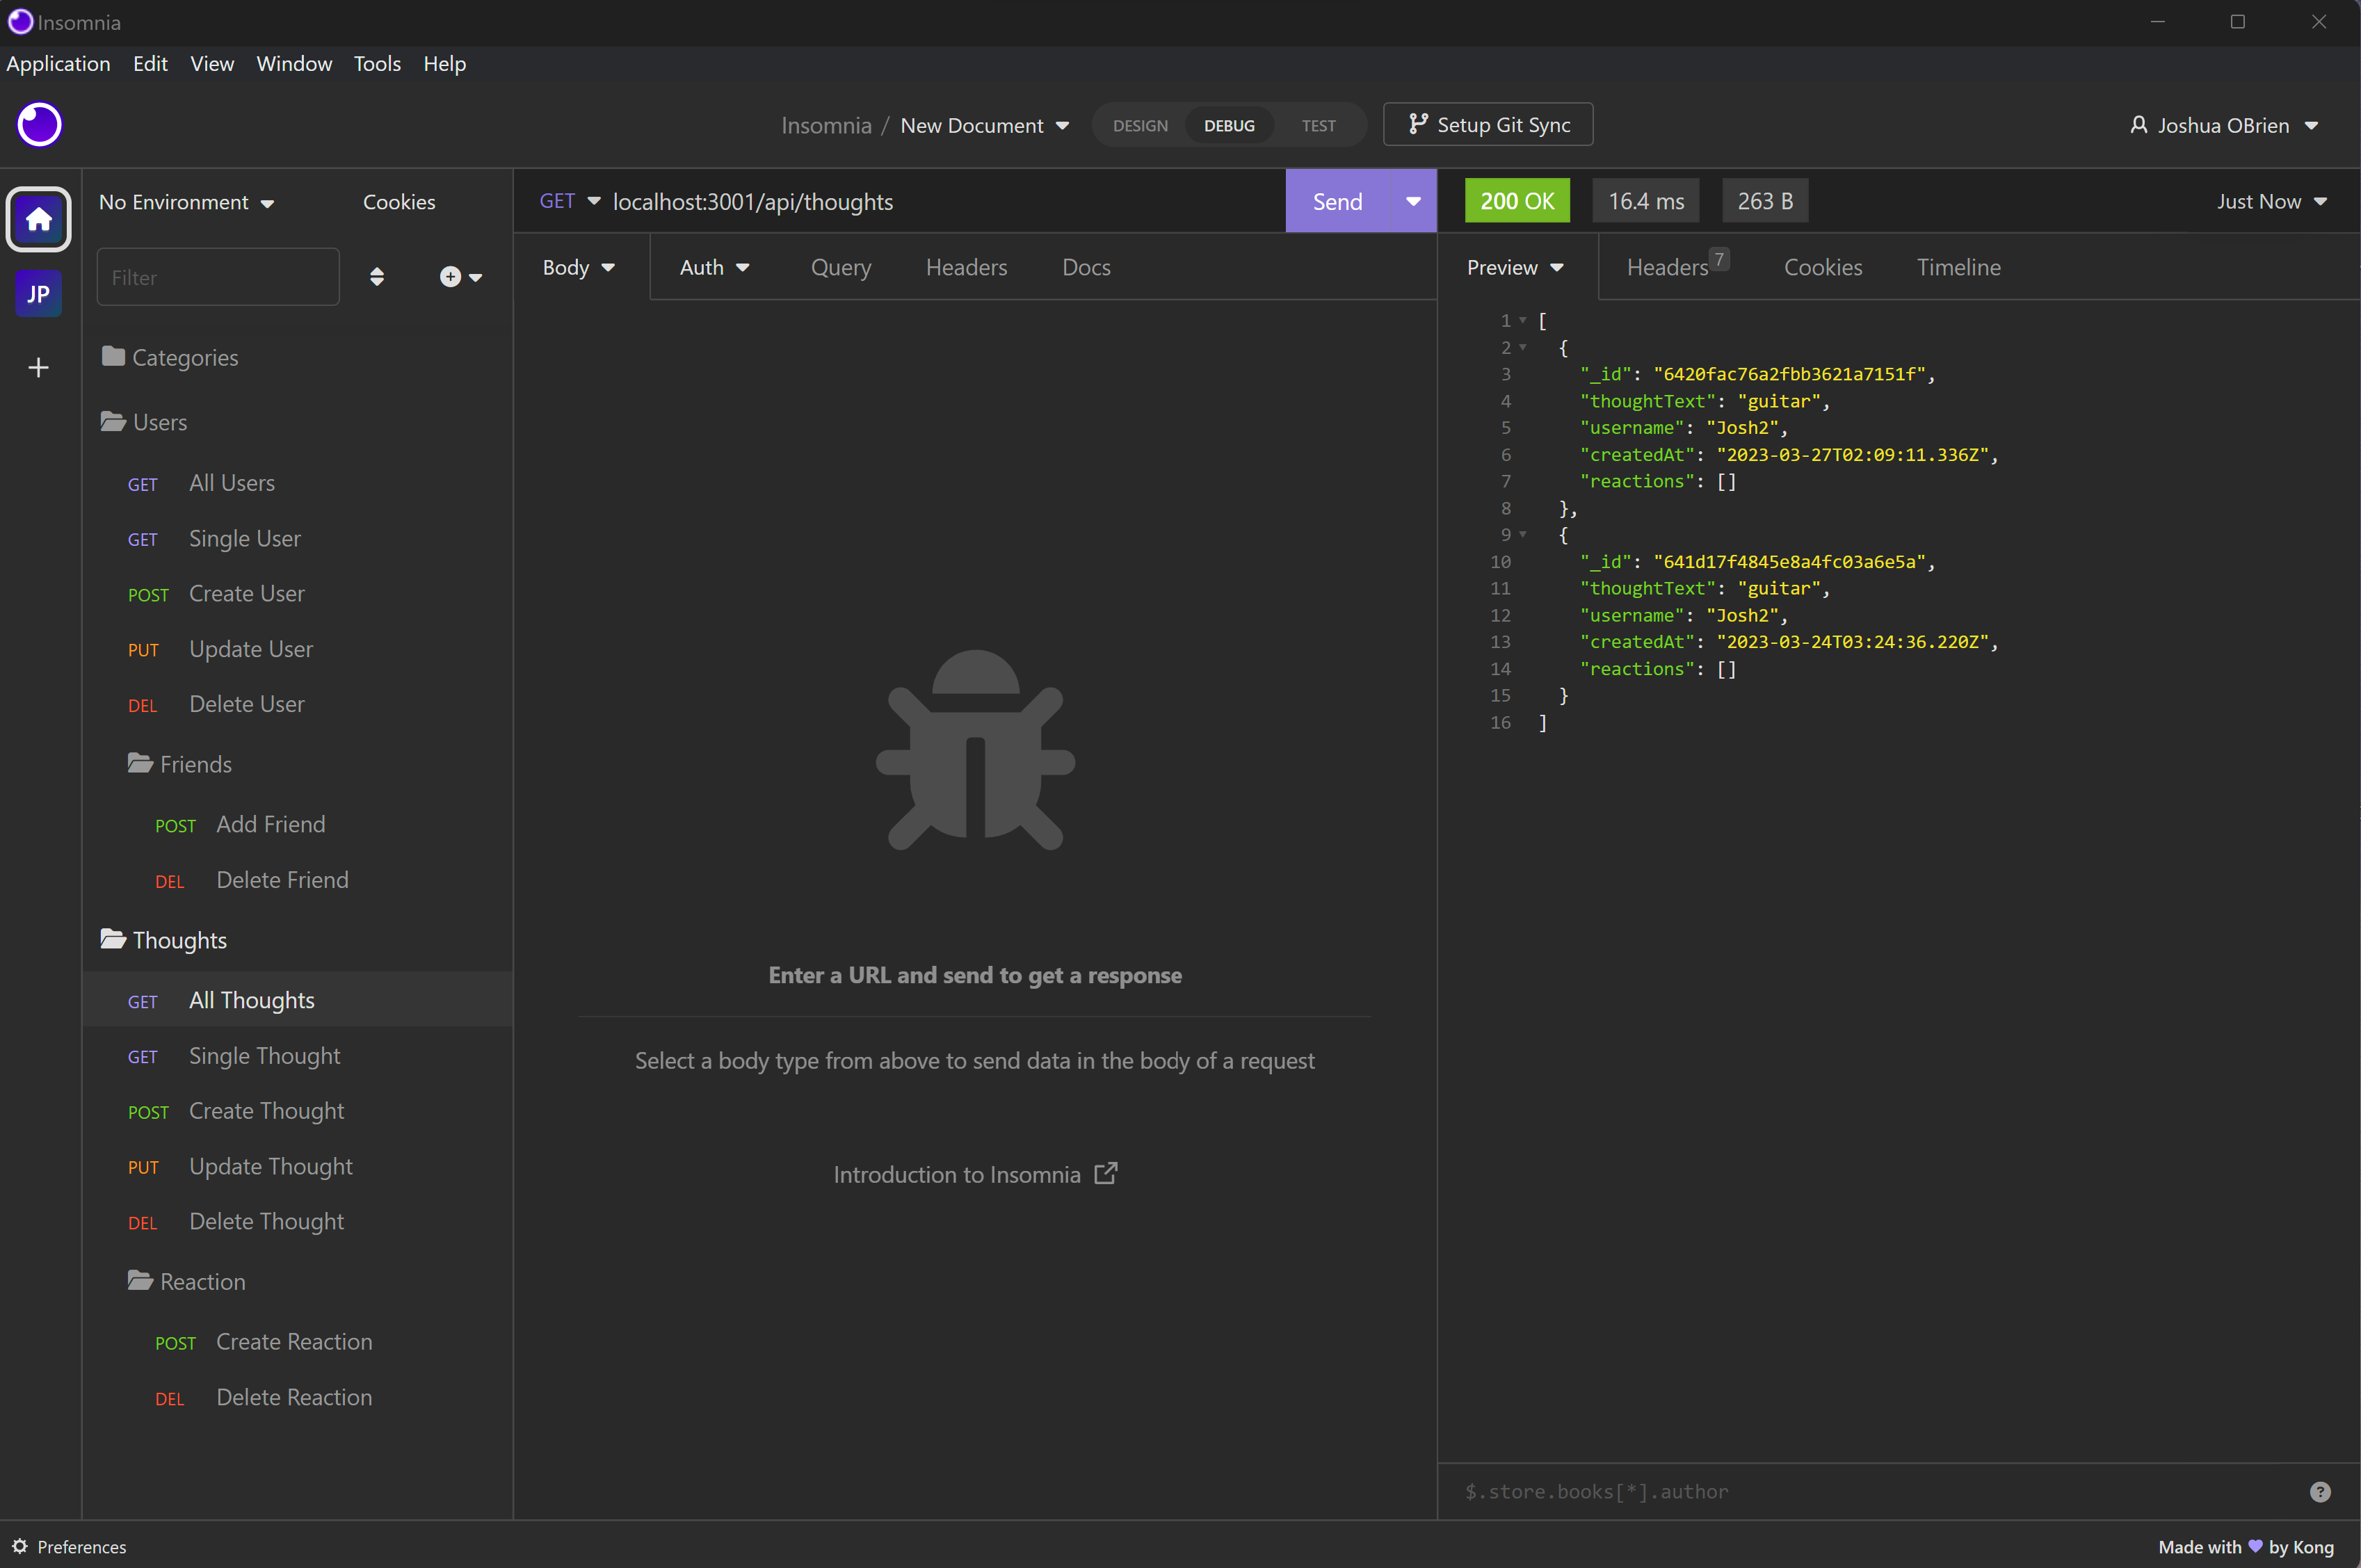 Insomnia
Application Edit View Window Tools Help
Insomnia / New Document DESIGN DEBUG TEST Setup Git Sync Joshua OBrien
JP
No Environment Cookies
Filter
Categories
Users
GET All Users
GET Single User
POST Create User
PUT Update User
DEL Delete User
Friends
POST Add Friend
DEL Delete Friend
Thoughts
GET All Thoughts
GET Single Thought
POST Create Thought
PUT Update Thought
DEL Delete Thought
Reaction
POST Create Reaction
DEL Delete Reaction
GET localhost:3001/api/thoughts Send
Body Auth Query Headers Docs
Enter a URL and send to get a response
Select a body type from above to send data in the body of a request
Introduction to Insomnia
200 OK 16.4 ms 263 B Just Now
Preview Headers 7 Cookies Timeline
1 [
2 {
3 "_id": "6420fac76a2fbb3621a7151f",
4 "thoughtText": "guitar",
5 "username": "Josh2",
6 "createdAt": "2023-03-27T02:09:11.336Z",
7 "reactions": []
8 },
9 {
10 "_id": "641d17f4845e8a4fc03a6e5a",
11 "thoughtText": "guitar",
12 "username": "Josh2",
13 "createdAt": "2023-03-24T03:24:36.220Z",
14 "reactions": []
15 }
16 ]
$.store.books[*].author
Preferences
Made with 💜 by Kong